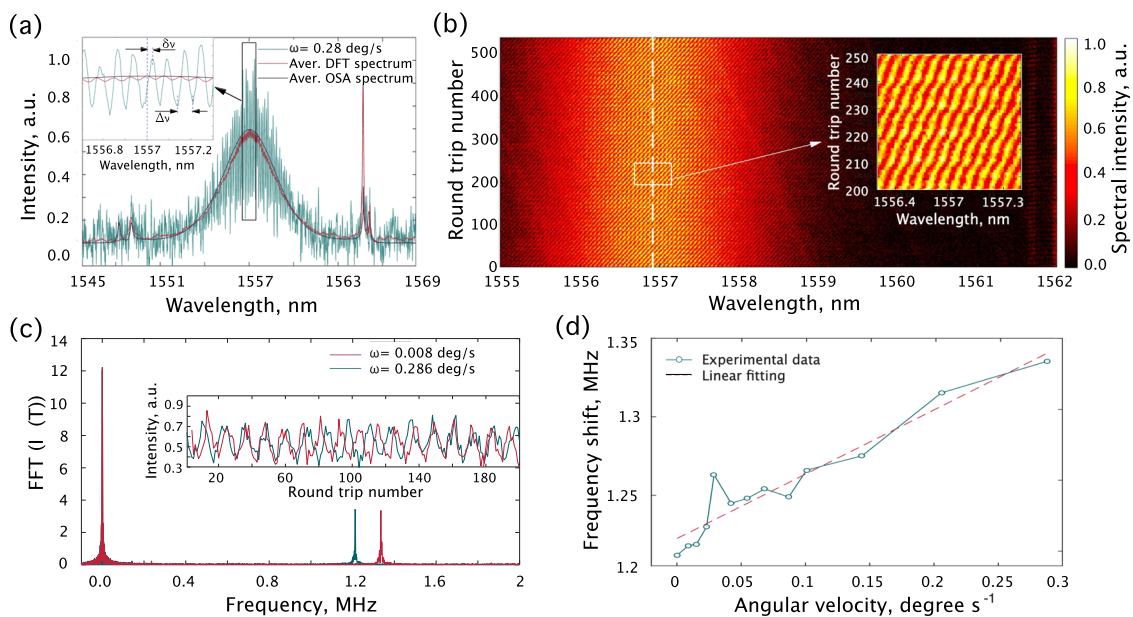 (a)
δν
Δν
1556.8 1557 1557.2
Wavelength, nm
ω= 0.28 deg/s
Aver. DFT spectrum
Aver. OSA spectrum
Intensity, a.u.
1.0
0.8
0.6
0.4
0.2
0.0
1545 1551 1557 1563 1569
Wavelength, nm
(b)
Round trip number
500
400
300
200
100
0
1555 1556 1557 1558 1559 1560 1561 1562
Wavelength, nm
Round trip number
250
240
230
220
210
200
1556.4 1557 1557.3
Wavelength, nm
1.0
0.8
0.6
0.4
0.2
0.0
Spectral intensity, a.u.
(c)
FFT (I (T))
14
12
10
8
6
4
2
0
ω= 0.008 deg/s
ω= 0.286 deg/s
Intensity, a.u.
0.9
0.7
0.5
0.3
20 60 100 140 180
Round trip number
0.0 0.4 0.8 1.2 1.6 2
Frequency, MHz
(d)
Frequency shift, MHz
1.35
1.3
1.25
1.2
Experimental data
Linear fitting
0 0.05 0.1 0.15 0.2 0.25 0.3
Angular velocity, degree s⁻¹